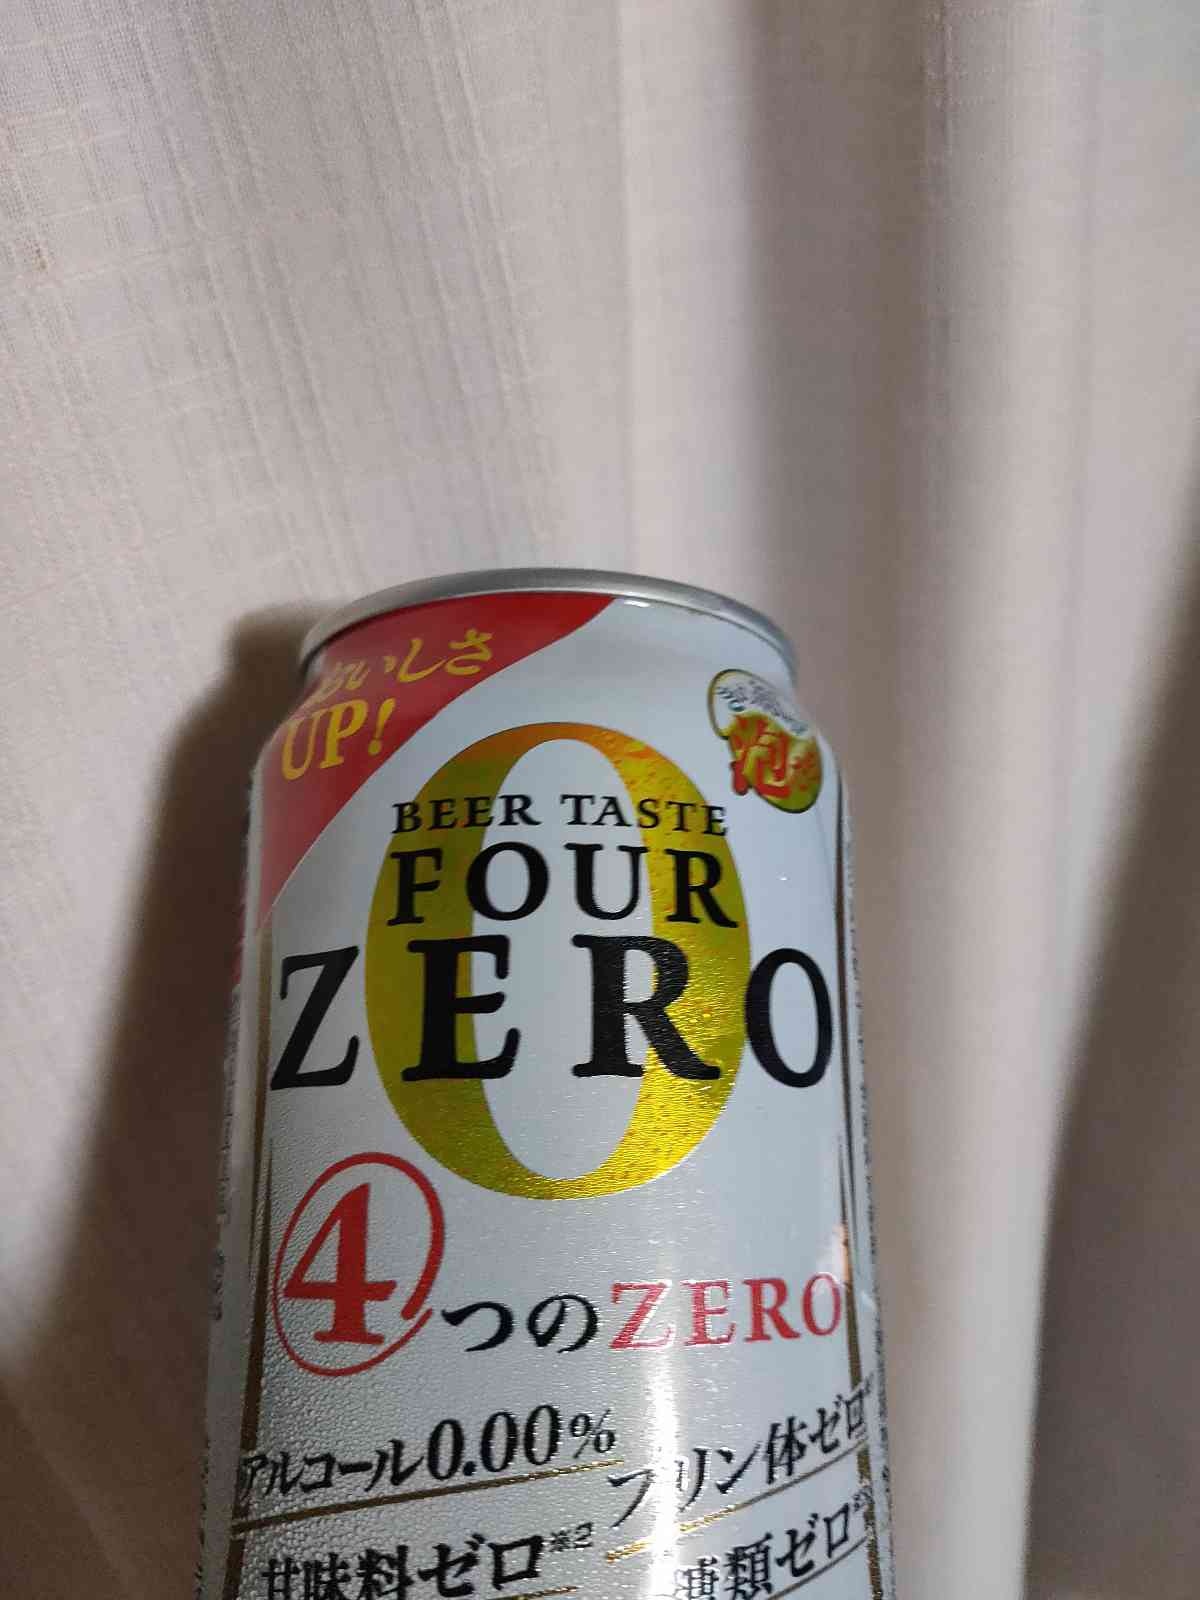 おいしさ
UP!
泡
BEER TASTE
FOUR
ZERO
4つのZERO
アルコール0.00%
プリン体ゼロ
甘味料ゼロ※2
糖類ゼロ